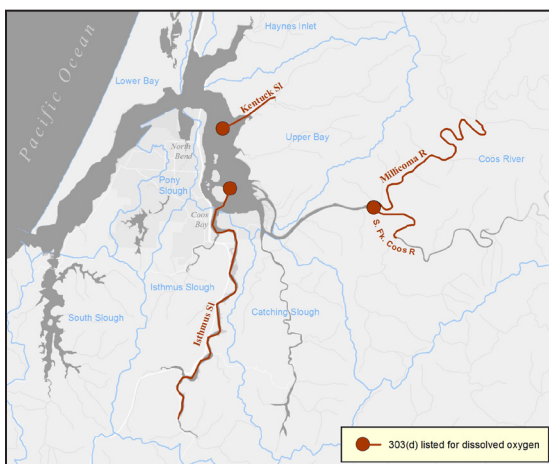 Haynes Inlet
Pacific Ocean
Lower Bay
Kentuck Sl
North
Bend
Upper Bay
Millicoma R
Coos River
Pony
Slough
Coos
Bay
S. Fk. Coos R
Isthmus Slough
Isthmus Sl
Catching Slough
South Slough
303(d) listed for dissolved oxygen